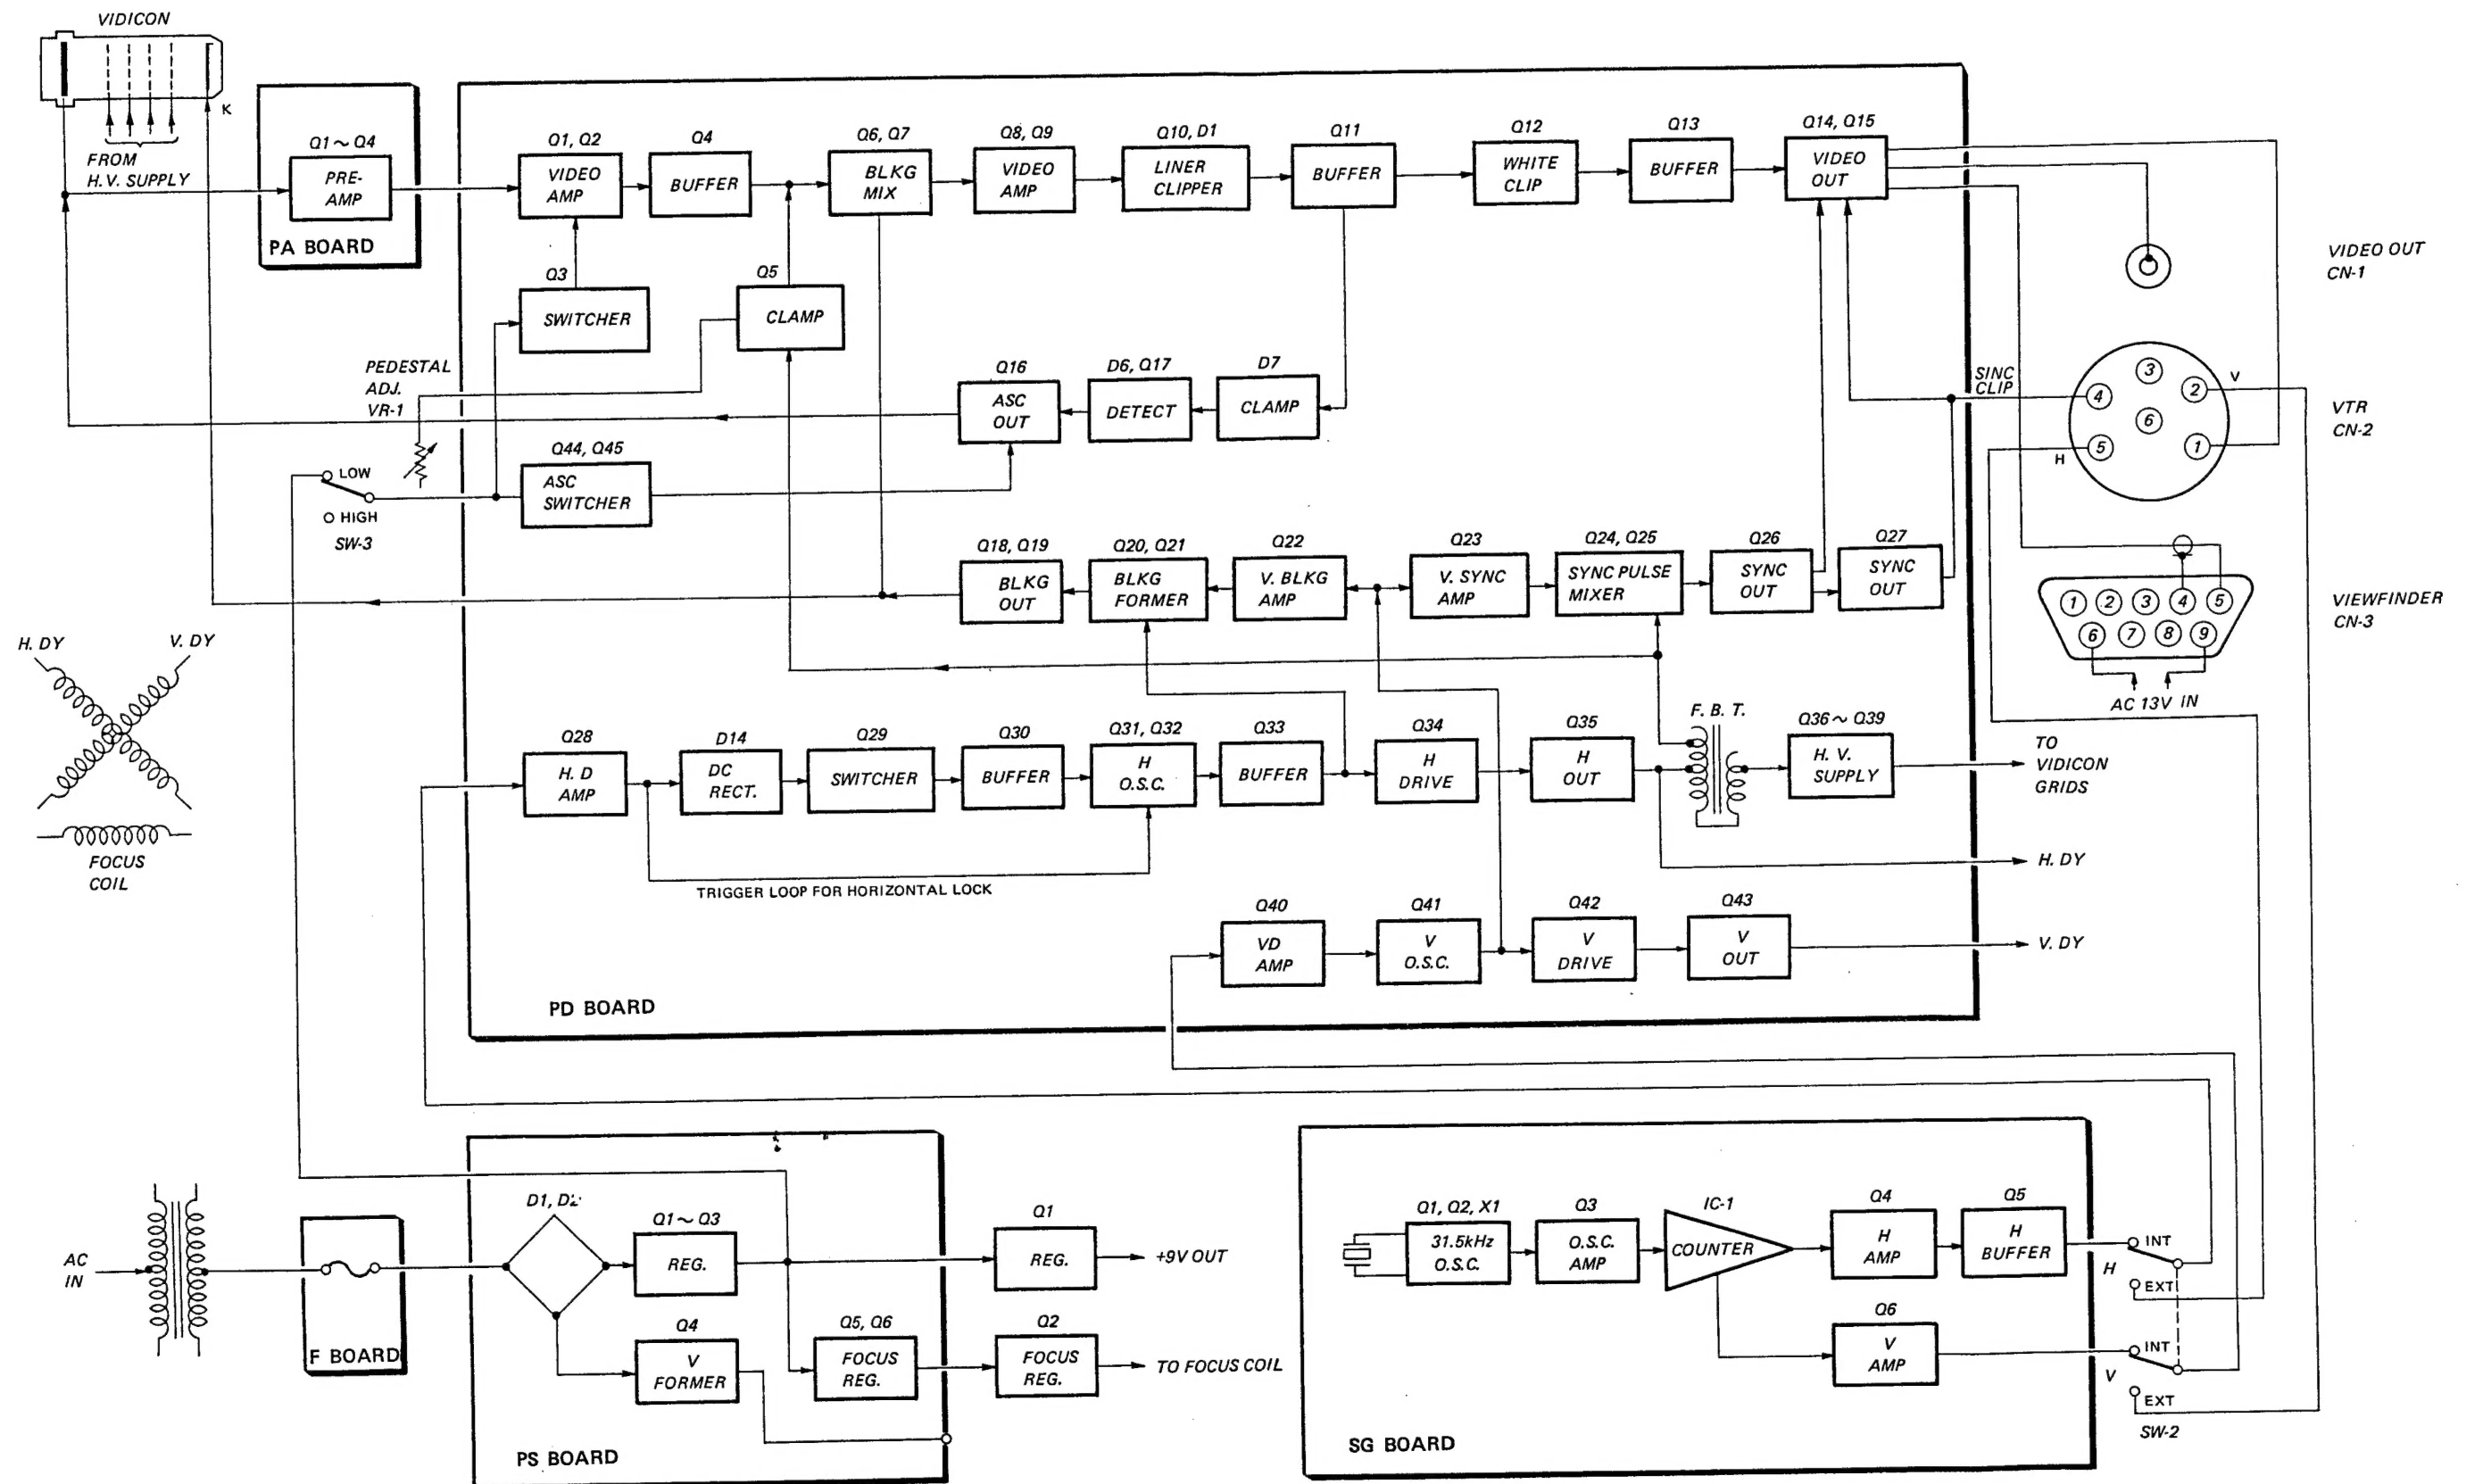 VIDICON
K
FROM
H.V. SUPPLY
Q1~Q4
PRE-
AMP
PA BOARD
Q1, Q2
VIDEO
AMP
Q4
BUFFER
Q6, Q7
BLKG
MIX
Q8, Q9
VIDEO
AMP
Q10, D1
LINER
CLIPPER
Q11
BUFFER
Q12
WHITE
CLIP
Q13
BUFFER
Q14, Q15
VIDEO
OUT
VIDEO OUT
CN-1
Q3
SWITCHER
Q5
CLAMP
PEDESTAL
ADJ.
VR-1
Q16
ASC
OUT
D6, Q17
DETECT
D7
CLAMP
SINC
CLIP
3
4
2
V
6
5
1
H
VTR
CN-2
LOW
HIGH
SW-3
Q44, Q45
ASC
SWITCHER
Q18, Q19
BLKG
OUT
Q20, Q21
BLKG
FORMER
Q22
V. BLKG
AMP
Q23
V. SYNC
AMP
Q24, Q25
SYNC PULSE
MIXER
Q26
SYNC
OUT
Q27
SYNC
OUT
1 2 3 4 5
6 7 8 9
AC 13V IN
VIEWFINDER
CN-3
H. DY
V. DY
FOCUS
COIL
Q28
H. D
AMP
D14
DC
RECT.
Q29
SWITCHER
Q30
BUFFER
Q31, Q32
H
O.S.C.
Q33
BUFFER
Q34
H
DRIVE
Q35
H
OUT
F. B. T.
Q36~Q39
H. V.
SUPPLY
TO
VIDICON
GRIDS
H. DY
TRIGGER LOOP FOR HORIZONTAL LOCK
Q40
VD
AMP
Q41
V
O.S.C.
Q42
V
DRIVE
Q43
V
OUT
V. DY
PD BOARD
AC
IN
F BOARD
D1,
Q1~Q3
REG.
Q4
V
FORMER
Q5, Q6
FOCUS
REG.
PS BOARD
Q1
REG.
+9V OUT
Q2
FOCUS
REG.
TO FOCUS COIL
Q1, Q2, X1
31.5kHz
O.S.C.
Q3
O.S.C.
AMP
IC-1
COUNTER
Q4
H
AMP
Q5
H
BUFFER
Q6
V
AMP
SG BOARD
INT
H
EXT
INT
V
EXT
SW-2